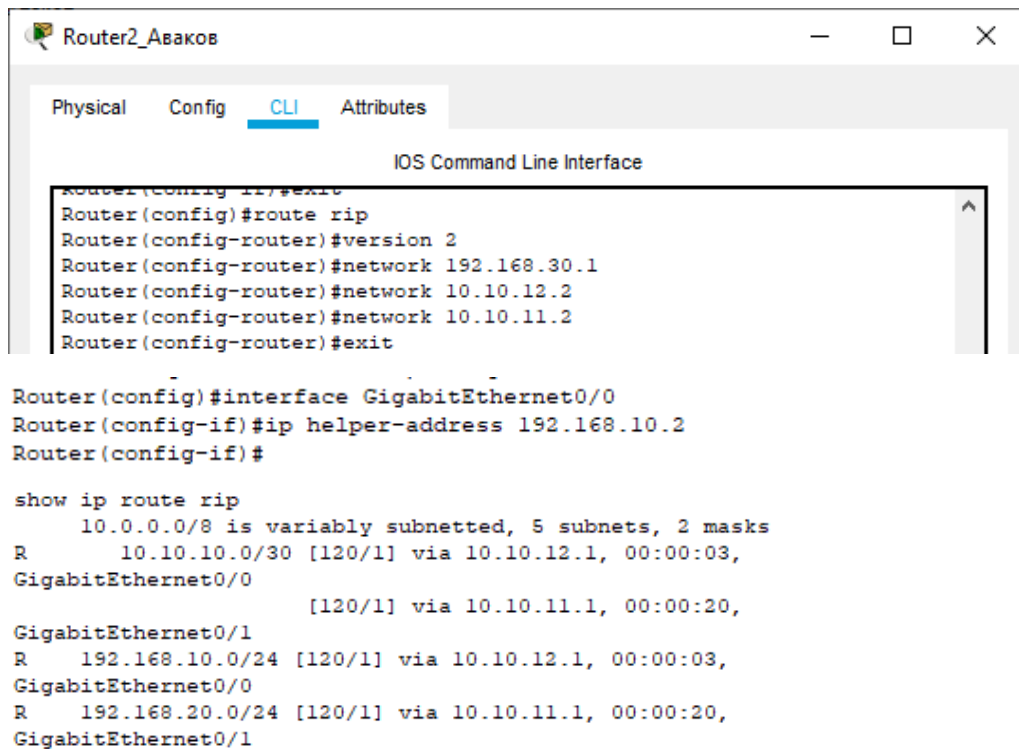 Router2_Аваков
Physical Config CLI Attributes
IOS Command Line Interface
Router(config-if)#exit
Router(config)#route rip
Router(config-router)#version 2
Router(config-router)#network 192.168.30.1
Router(config-router)#network 10.10.12.2
Router(config-router)#network 10.10.11.2
Router(config-router)#exit
Router(config)#interface GigabitEthernet0/0
Router(config-if)#ip helper-address 192.168.10.2
Router(config-if)#
show ip route rip
10.0.0.0/8 is variably subnetted, 5 subnets, 2 masks
R 10.10.10.0/30 [120/1] via 10.10.12.1, 00:00:03,
GigabitEthernet0/0
[120/1] via 10.10.11.1, 00:00:20,
GigabitEthernet0/1
R 192.168.10.0/24 [120/1] via 10.10.12.1, 00:00:03,
GigabitEthernet0/0
R 192.168.20.0/24 [120/1] via 10.10.11.1, 00:00:20,
GigabitEthernet0/1